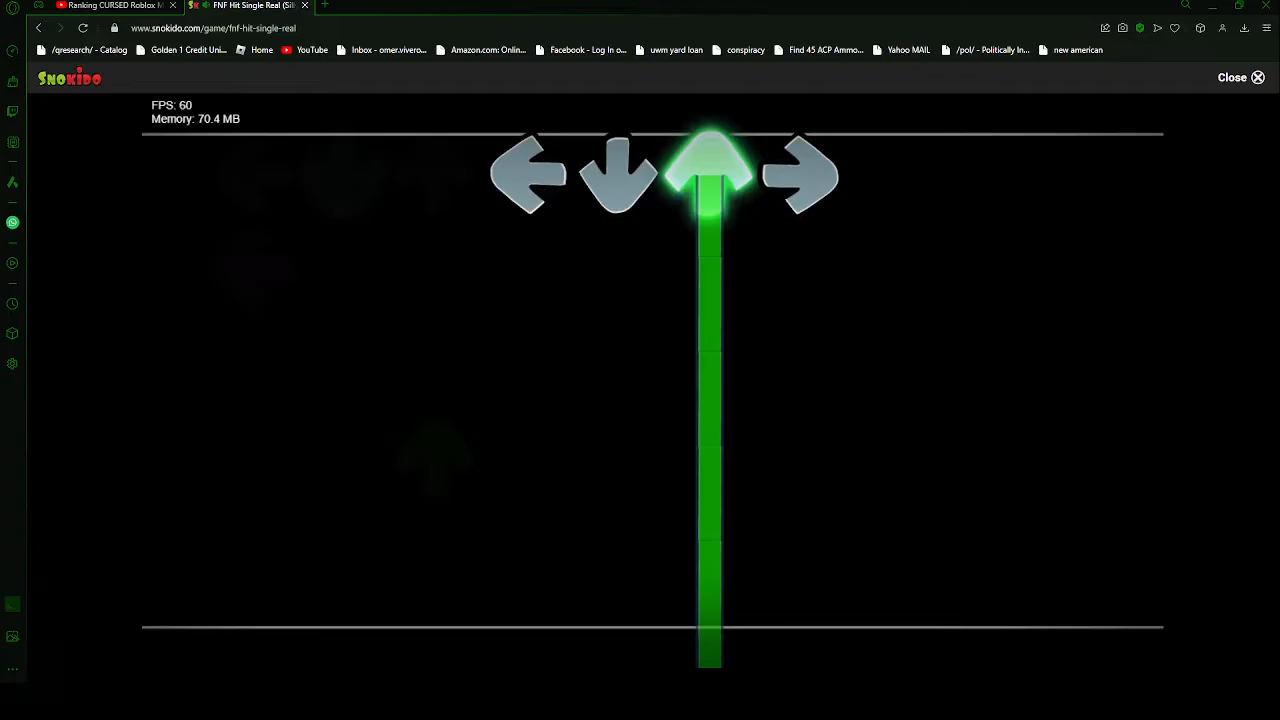 Ranking CURSED Roblox M
FNF Hit Single Real (Sil
www.snokido.com/game/fnf-hit-single-real
/qresearch/ - Catalog
Golden 1 Credit Uni...
Home
YouTube
Inbox - omer.vivero...
Amazon.com: Onlin...
Facebook - Log In o...
uwm yard loan
conspiracy
Find 45 ACP Ammo...
Yahoo MAIL
/pol/ - Politically In...
new american
SNOKIDO
Close
FPS: 60
Memory: 70.4 MB